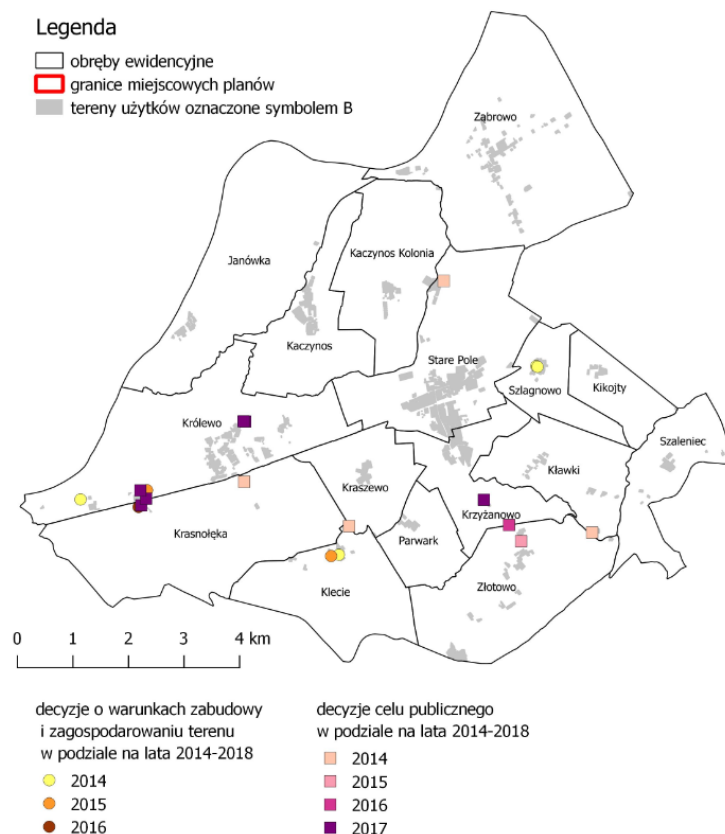 Legenda
obręby ewidencyjne
granice miejscowych planów
tereny użytków oznaczone symbolem B
Ząbrowo
Kaczynos Kolonia
Janówka
Kaczynos
Stare Pole
Szlagnowo
Kikojty
Królewo
Szaleniec
Kraszewo
Kławki
Krzyżanowo
Krasnołęka
Parwark
Złotowo
Klecie
0 1 2 3 4 km
decyzje o warunkach zabudowy
i zagospodarowaniu terenu
w podziale na lata 2014-2018
2014
2015
2016
decyzje celu publicznego
w podziale na lata 2014-2018
2014
2015
2016
2017